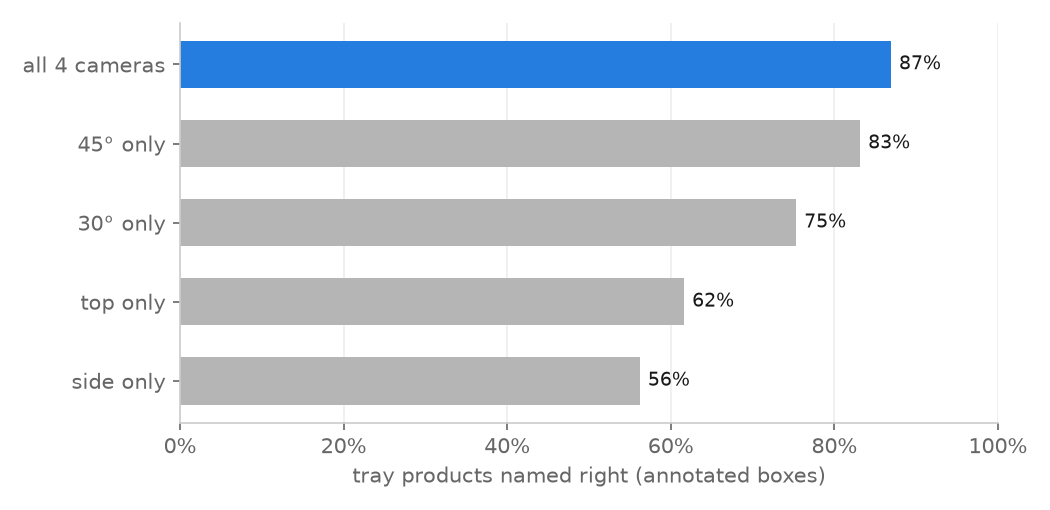 all 4 cameras
87%
45° only
83%
30° only
75%
top only
62%
side only
56%
0% 20% 40% 60% 80% 100%
tray products named right (annotated boxes)